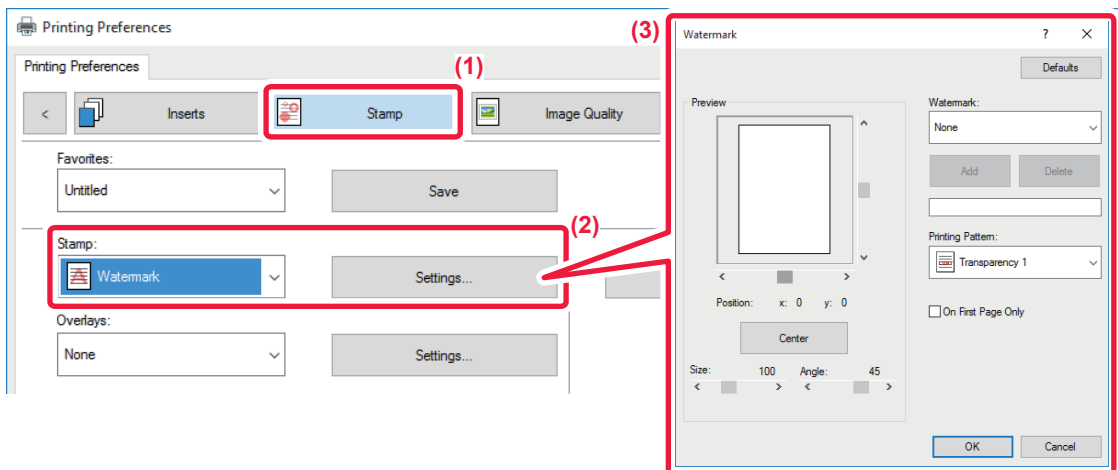 Printing Preferences
Printing Preferences
(1)
< Inserts Stamp Image Quality
Favorites:
Untitled Save
(2)
Stamp:
Watermark Settings...
Overlays:
None Settings...
(3)
Watermark ? ×
Defaults
Preview
< >
Position: x: 0 y: 0
Center
Size: 100 Angle: 45
< > < >
Watermark:
None
Add Delete
Printing Pattern:
Transparency 1
On First Page Only
OK Cancel